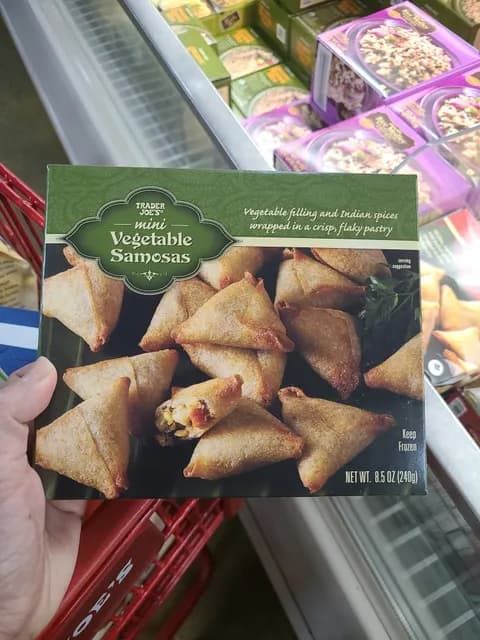 TRADER
JOE'S
mini
Vegetable
Samosas
Vegetable filling and Indian spices
wrapped in a crisp, flaky pastry
serving
suggestion
Keep
Frozen
NET WT. 8.5 OZ (240g)
OE'S